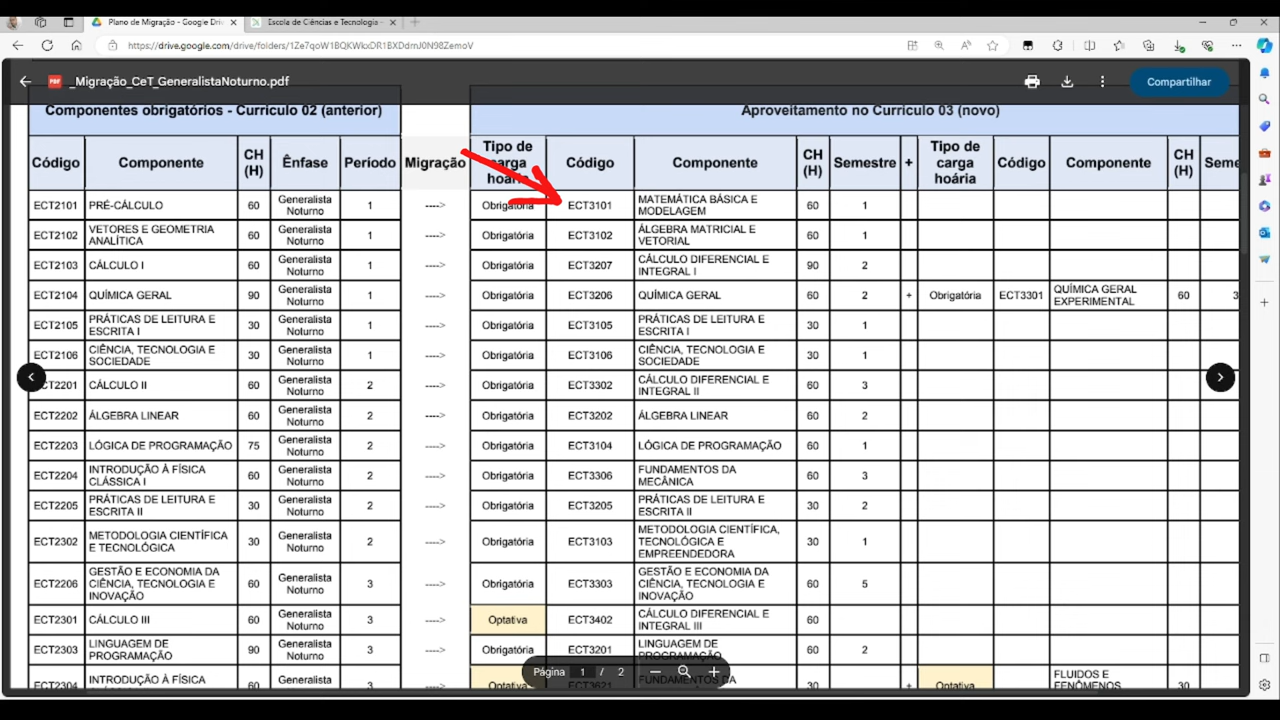 Plano de Migração - Google Dri
Escola de Ciências e Tecnologia -
https://drive.google.com/drive/folders/1Ze7qoW1BQKWkxDR1BXDdrnJ0N98ZemoV
_Migração_CeT_GeneralistaNoturno.pdf
Compartilhar
Componentes obrigatórios - Currículo 02 (anterior)
Aproveitamento no Currículo 03 (novo)
Código Componente CH (H) Ênfase Período Migração Tipo de carga hoária Código Componente CH (H) Semestre + Tipo de carga hoária Código Componente CH (H) Seme
ECT2101 PRÉ-CÁLCULO 60 Generalista Noturno 1 ----> Obrigatória ECT3101 MATEMÁTICA BÁSICA E MODELAGEM 60 1
ECT2102 VETORES E GEOMETRIA ANALÍTICA 60 Generalista Noturno 1 ----> Obrigatória ECT3102 ÁLGEBRA MATRICIAL E VETORIAL 60 1
ECT2103 CÁLCULO I 60 Generalista Noturno 1 ----> Obrigatória ECT3207 CÁLCULO DIFERENCIAL E INTEGRAL I 90 2
ECT2104 QUÍMICA GERAL 90 Generalista Noturno 1 ----> Obrigatória ECT3206 QUÍMICA GERAL 60 2 + Obrigatória ECT3301 QUÍMICA GERAL EXPERIMENTAL 60 3
ECT2105 PRÁTICAS DE LEITURA E ESCRITA I 30 Generalista Noturno 1 ----> Obrigatória ECT3105 PRÁTICAS DE LEITURA E ESCRITA I 30 1
ECT2106 CIÊNCIA, TECNOLOGIA E SOCIEDADE 30 Generalista Noturno 1 ----> Obrigatória ECT3106 CIÊNCIA, TECNOLOGIA E SOCIEDADE 30 1
ECT2201 CÁLCULO II 60 Generalista Noturno 2 ----> Obrigatória ECT3302 CÁLCULO DIFERENCIAL E INTEGRAL II 60 3
ECT2202 ÁLGEBRA LINEAR 60 Generalista Noturno 2 ----> Obrigatória ECT3202 ÁLGEBRA LINEAR 60 2
ECT2203 LÓGICA DE PROGRAMAÇÃO 75 Generalista Noturno 2 ----> Obrigatória ECT3104 LÓGICA DE PROGRAMAÇÃO 60 1
ECT2204 INTRODUÇÃO À FÍSICA CLÁSSICA I 60 Generalista Noturno 2 ----> Obrigatória ECT3306 FUNDAMENTOS DA MECÂNICA 60 3
ECT2205 PRÁTICAS DE LEITURA E ESCRITA II 30 Generalista Noturno 2 ----> Obrigatória ECT3205 PRÁTICAS DE LEITURA E ESCRITA II 30 2
ECT2302 METODOLOGIA CIENTÍFICA E TECNOLÓGICA 30 Generalista Noturno 2 ----> Obrigatória ECT3103 METODOLOGIA CIENTÍFICA, TECNOLÓGICA E EMPREENDEDORA 30 1
ECT2206 GESTÃO E ECONOMIA DA CIÊNCIA, TECNOLOGIA E INOVAÇÃO 60 Generalista Noturno 3 ----> Obrigatória ECT3303 GESTÃO E ECONOMIA DA CIÊNCIA, TECNOLOGIA E INOVAÇÃO 60 5
ECT2301 CÁLCULO III 60 Generalista Noturno 3 ----> Optativa ECT3402 CÁLCULO DIFERENCIAL E INTEGRAL III 60
ECT2303 LINGUAGEM DE PROGRAMAÇÃO 90 Generalista Noturno 3 ----> Obrigatória ECT3201 LINGUAGEM DE PROGRAMAÇÃO 60 2
ECT2304 INTRODUÇÃO À FÍSICA 60 Generalista 3 ----> Optativa ECT3621 FUNDAMENTOS DA 30 + Optativa FLUIDOS E FENÔMENOS 30
Página 1 / 2